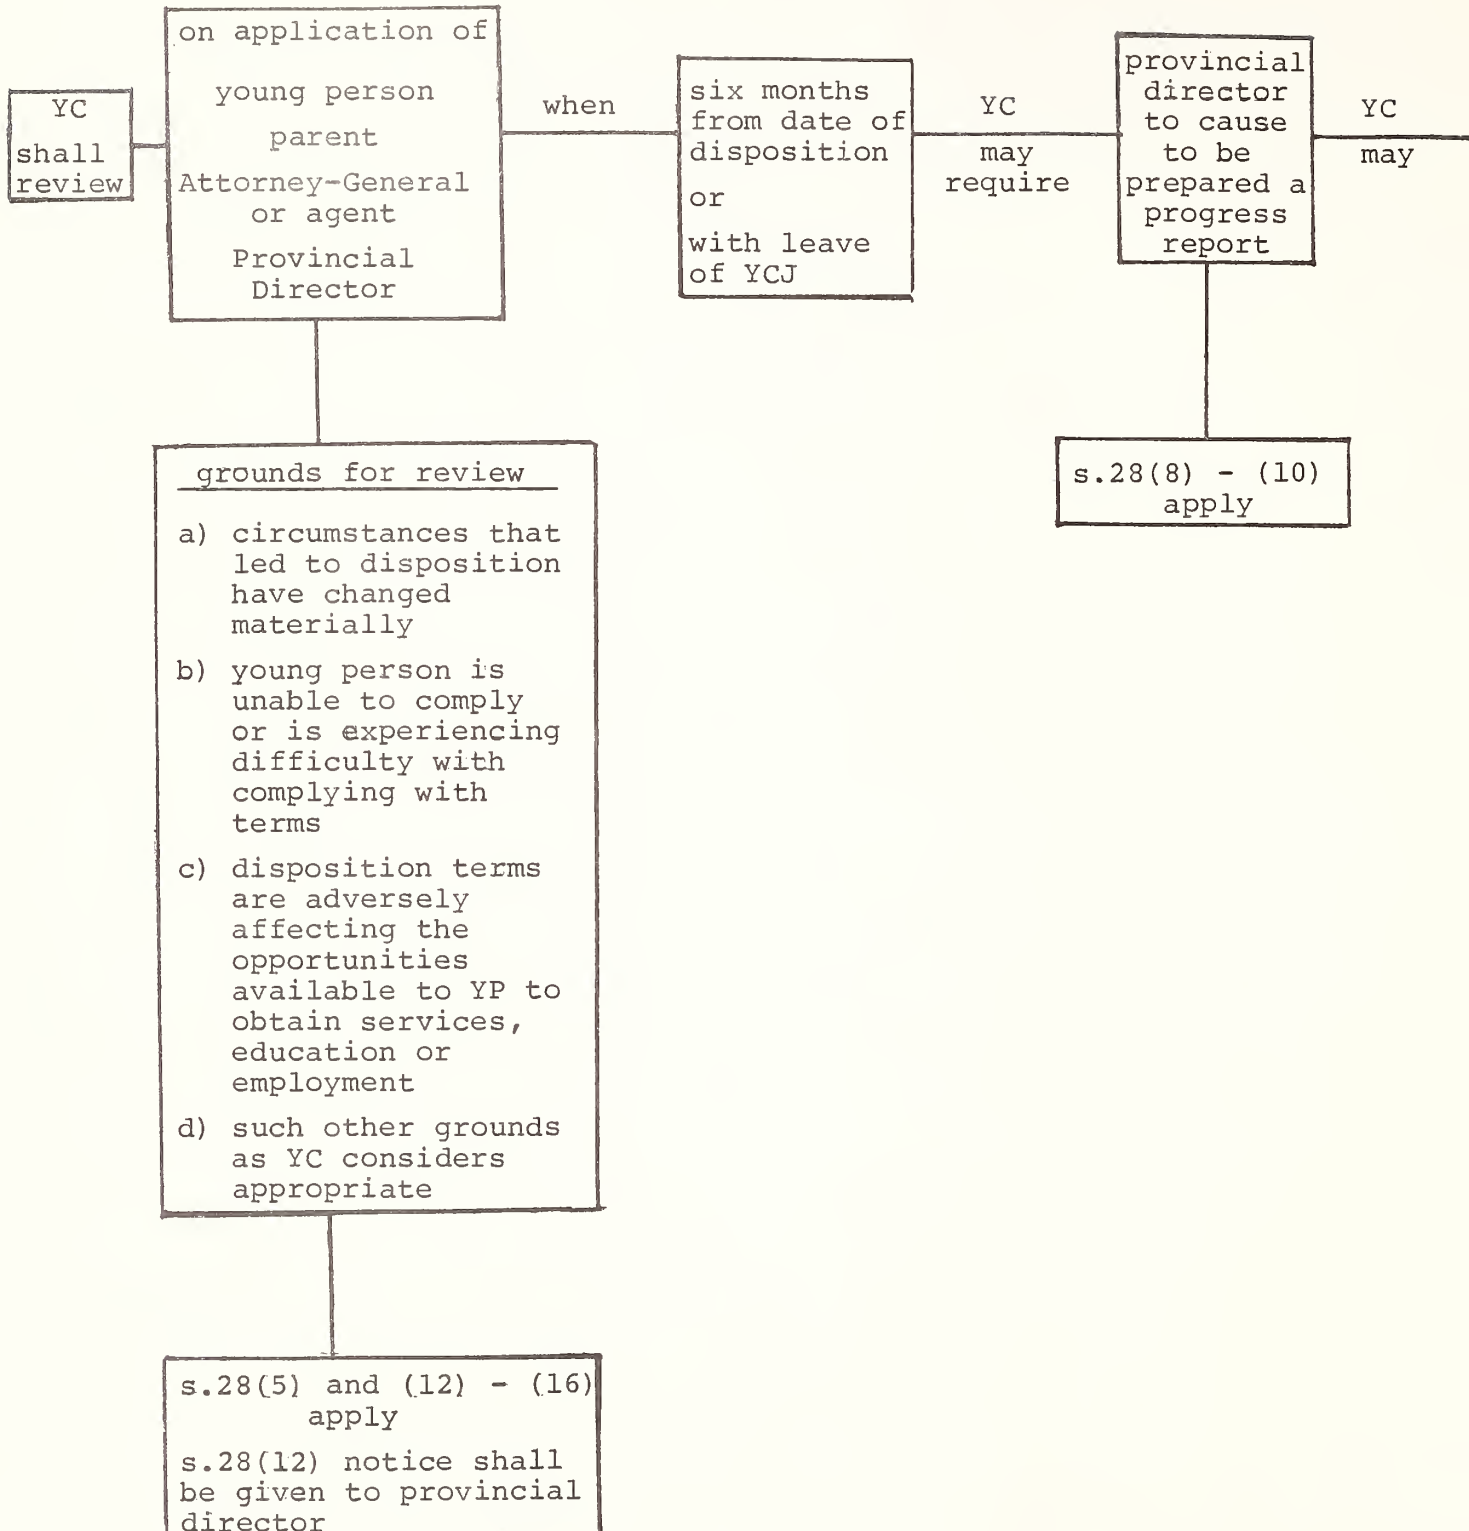 YC
shall
review
on application of
young person
parent
Attorney-General
or agent
Provincial
Director
when
six months
from date of
disposition
or
with leave
of YCJ
YC
may
require
provincial
director
to cause
to be
prepared a
progress
report
YC
may
s.28(8) - (10)
apply
grounds for review
a) circumstances that
led to disposition
have changed
materially
b) young person is
unable to comply
or is experiencing
difficulty with
complying with
terms
c) disposition terms
are adversely
affecting the
opportunities
available to YP to
obtain services,
education or
employment
d) such other grounds
as YC considers
appropriate
s.28(5) and (12) - (16)
apply
s.28(12) notice shall
be given to provincial
director